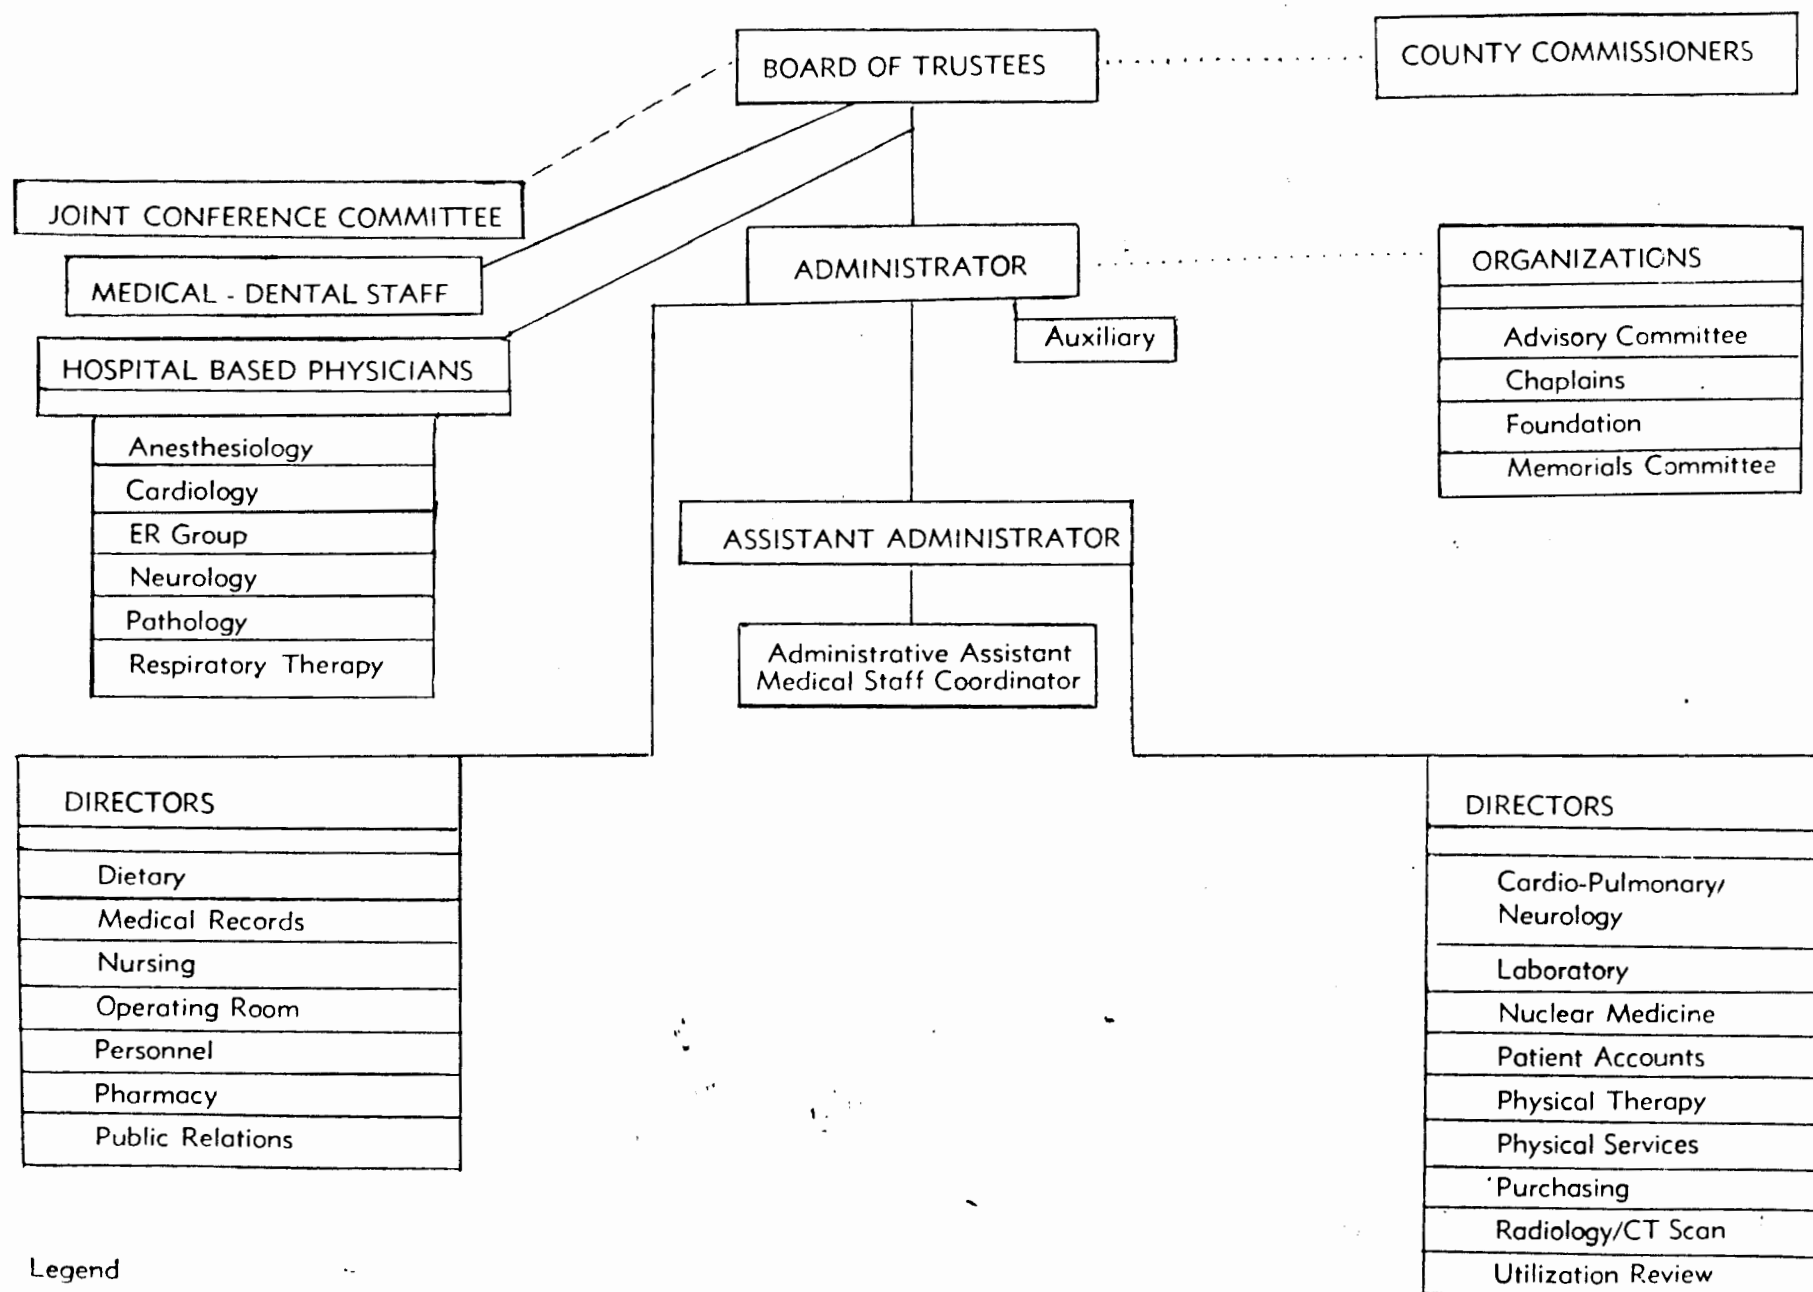 BOARD OF TRUSTEES
COUNTY COMMISSIONERS
JOINT CONFERENCE COMMITTEE
MEDICAL - DENTAL STAFF
HOSPITAL BASED PHYSICIANS
Anesthesiology
Cardiology
ER Group
Neurology
Pathology
Respiratory Therapy
ADMINISTRATOR
Auxiliary
ORGANIZATIONS
Advisory Committee
Chaplains
Foundation
Memorials Committee
ASSISTANT ADMINISTRATOR
Administrative Assistant
Medical Staff Coordinator
DIRECTORS
Dietary
Medical Records
Nursing
Operating Room
Personnel
Pharmacy
Public Relations
DIRECTORS
Cardio-Pulmonary/
Neurology
Laboratory
Nuclear Medicine
Patient Accounts
Physical Therapy
Physical Services
Purchasing
Radiology/CT Scan
Utilization Review
Legend